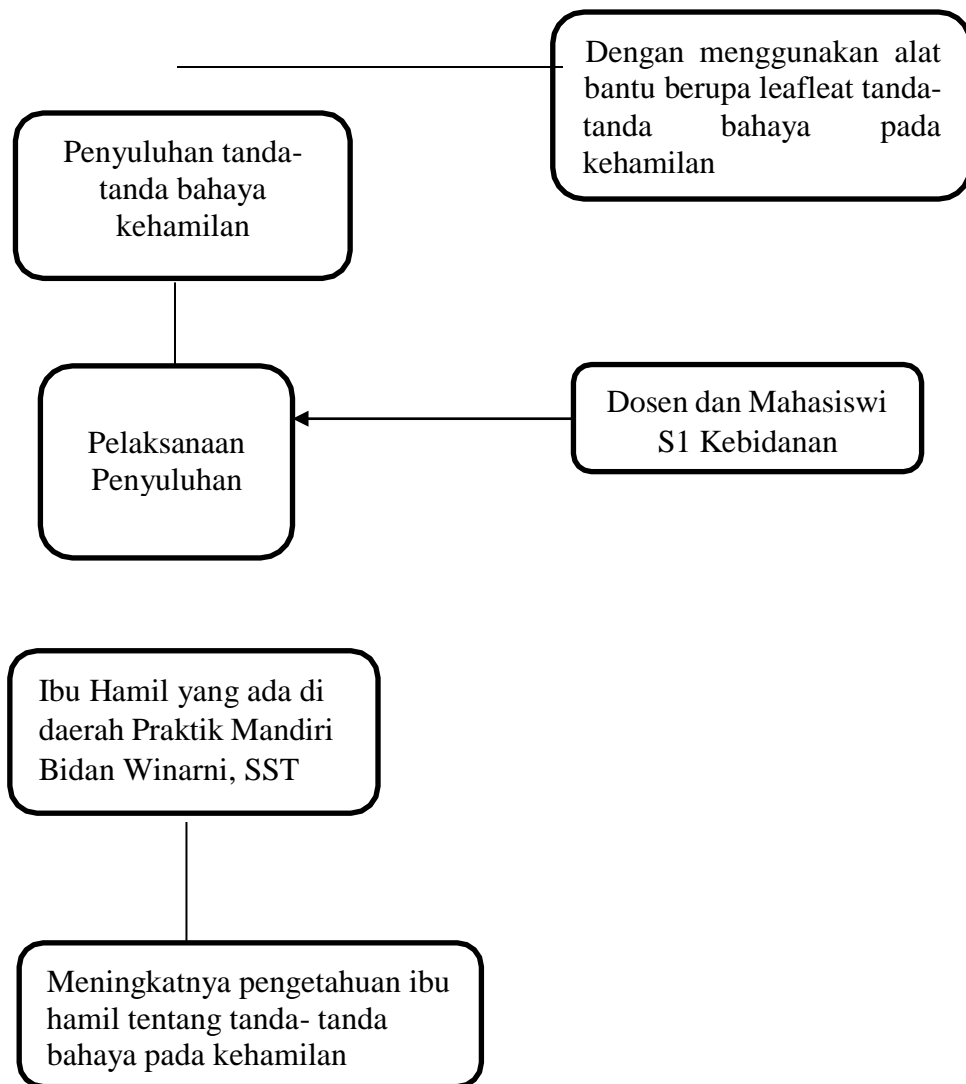 Dengan menggunakan alat
bantu berupa leafleat tanda-
tanda bahaya pada
kehamilan
Penyuluhan tanda-
tanda bahaya
kehamilan
Pelaksanaan
Penyuluhan
Dosen dan Mahasiswi
S1 Kebidanan
Ibu Hamil yang ada di
daerah Praktik Mandiri
Bidan Winarni, SST
Meningkatnya pengetahuan ibu
hamil tentang tanda- tanda
bahaya pada kehamilan